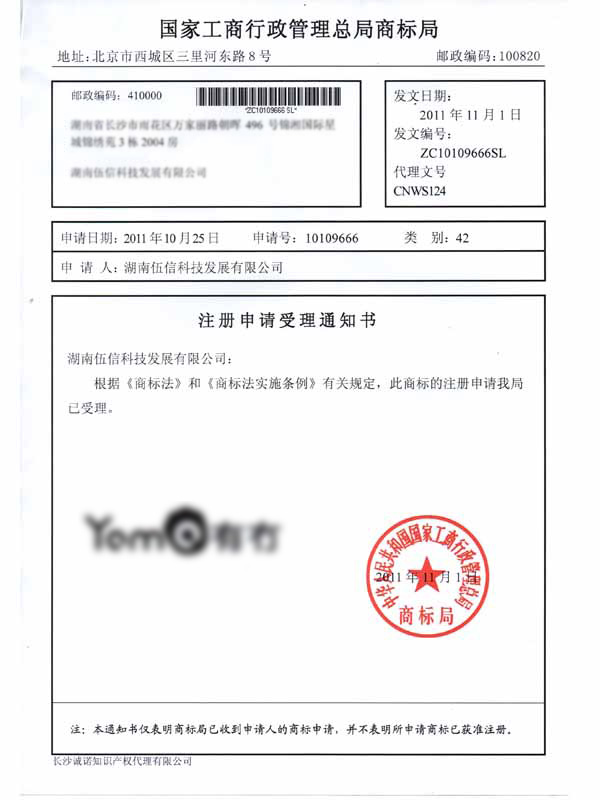 国家工商行政管理总局商标局
地址:北京市西城区三里河东路8号
邮政编码:100820
邮政编码: 410000
*ZC10109666 SL*
湖南省长沙市雨花区万家丽路朝晖 496 号锦湘国际星
城锦绣苑 3 栋 2004 房
湖南伍信科技发展有限公司
发文日期:
2011 年 11 月 1 日
发文编号:
ZC10109666SL
代理文号
CNWS124
申请日期: 2011 年 10 月 25 日 申请号: 10109666 类 别: 42
申 请 人: 湖南伍信科技发展有限公司
注册申请受理通知书
湖南伍信科技发展有限公司:
根据《商标法》和《商标法实施条例》有关规定，此商标的注册申请我局
已受理。
中华人民共和国国家工商行政管理总局
2011 年 11 月 1 日
商标局
注: 本通知书仅表明商标局已收到申请人的商标申请，并不表明所申请商标已获准注册。
长沙诚诺知识产权代理有限公司